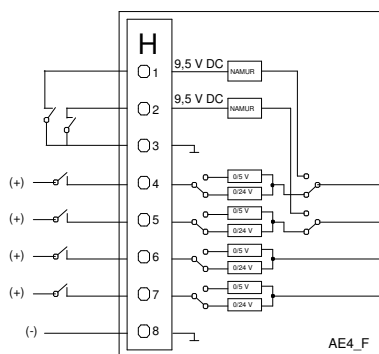 H
1 9,5 V DC NAMUR
2 9,5 V DC NAMUR
3
0/5 V
(+) 4 0/24 V
0/5 V
(+) 5 0/24 V
0/5 V
(+) 6 0/24 V
0/5 V
(+) 7 0/24 V
(-) 8
AE4_F